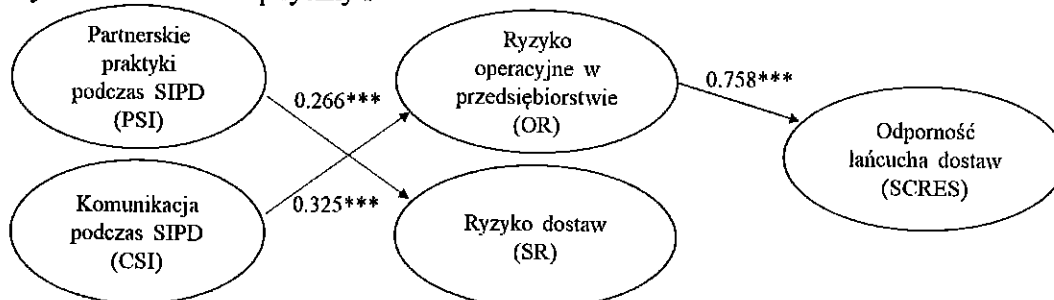 Partnerskie
praktyki
podczas SIPD
(PSI)
Ryzyko
operacyjne w
przedsiębiorstwie
(OR)
0.758***
0.266***
Odporność
łańcucha dostaw
(SCRES)
Komunikacja
podczas SIPD
(CSI)
0.325***
Ryzyko dostaw
(SR)